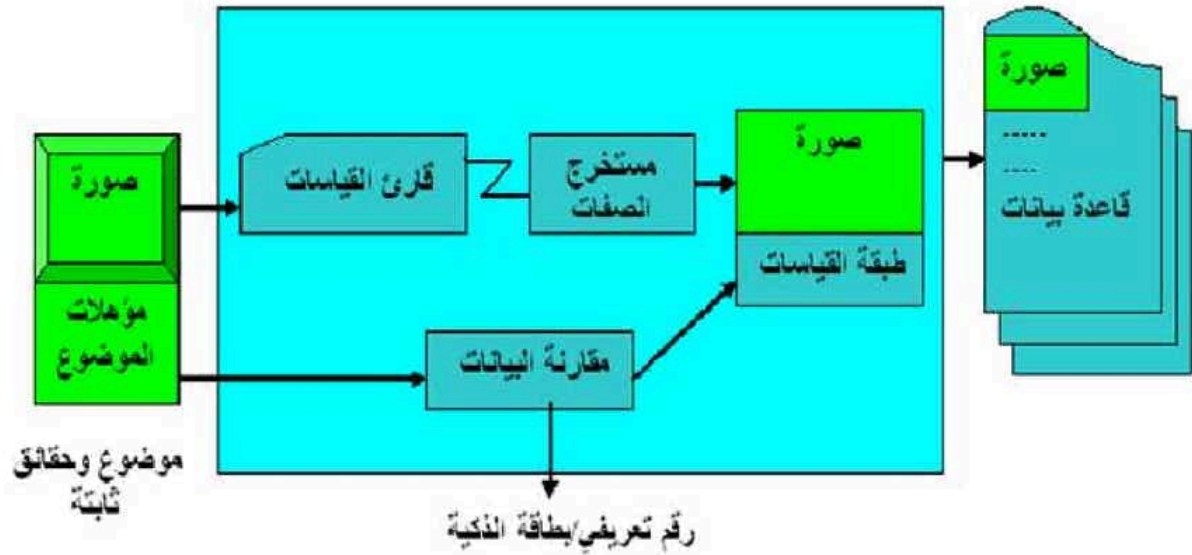 صورة
مؤهلات
الموضوع
موضوع وحقائق
ثابتة
قارئ القياسات
مستخرج
الصفات
صورة
طبقة القياسات
مقارنة البيانات
رقم تعريفي/بطاقة الذكية
صورة
-----
----
قاعدة بيانات